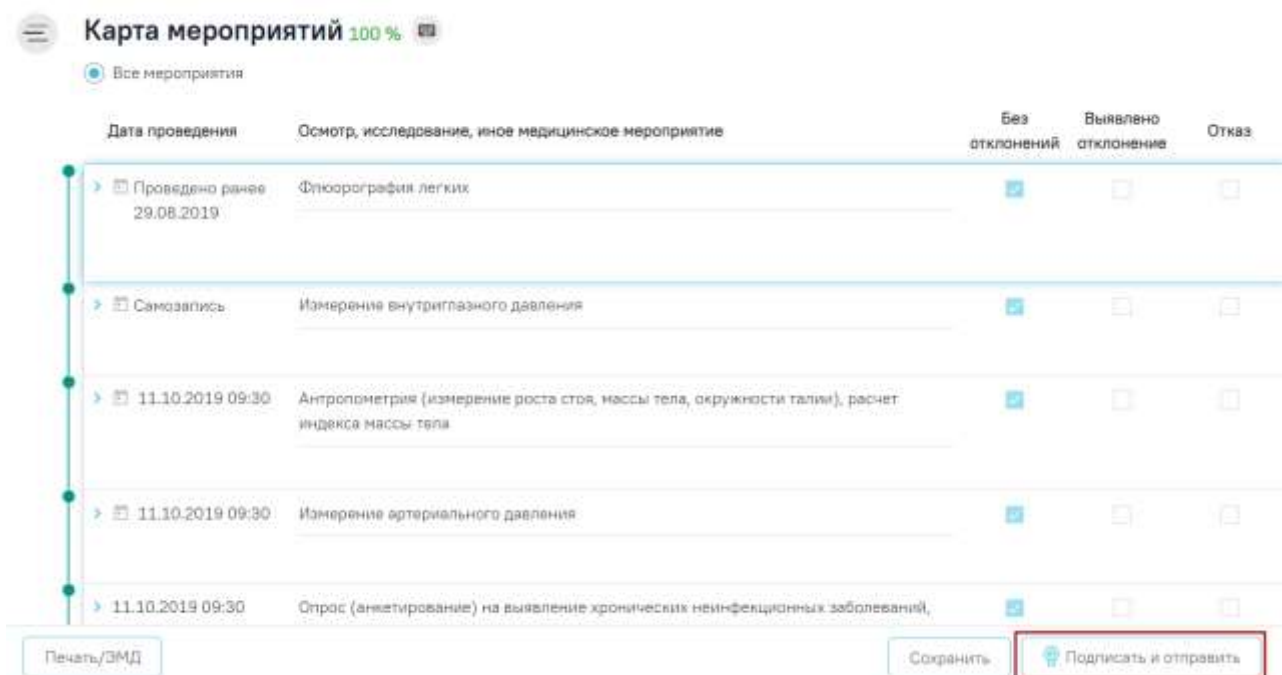 Карта мероприятий 100 %
Все мероприятия
Дата проведения Осмотр, исследование, иное медицинское мероприятие Без отклонений Выявлено отклонение Отказ
Проведено ранее Флюорография легких
29.08.2019
Самозапись Измерение внутриглазного давления
11.10.2019 09:30 Антропометрия (измерение роста стоя, массы тела, окружности талии), расчет
индекса массы тела
11.10.2019 09:30 Измерение артериального давления
11.10.2019 09:30 Опрос (анкетирование) на выявление хронических неинфекционных заболеваний,
Печать/ЭМД Сохранить Подписать и отправить